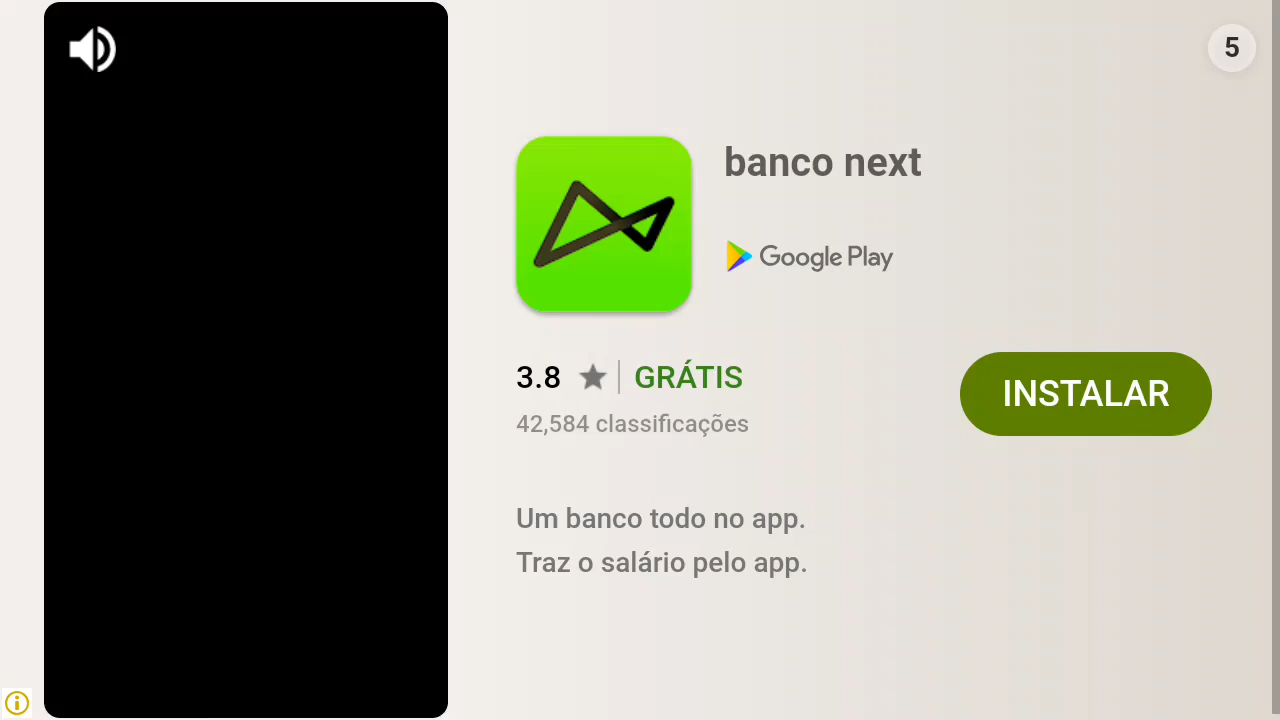 5
banco next
Google Play
3.8 GRÁTIS
42,584 classificações
INSTALAR
Um banco todo no app.
Traz o salário pelo app.